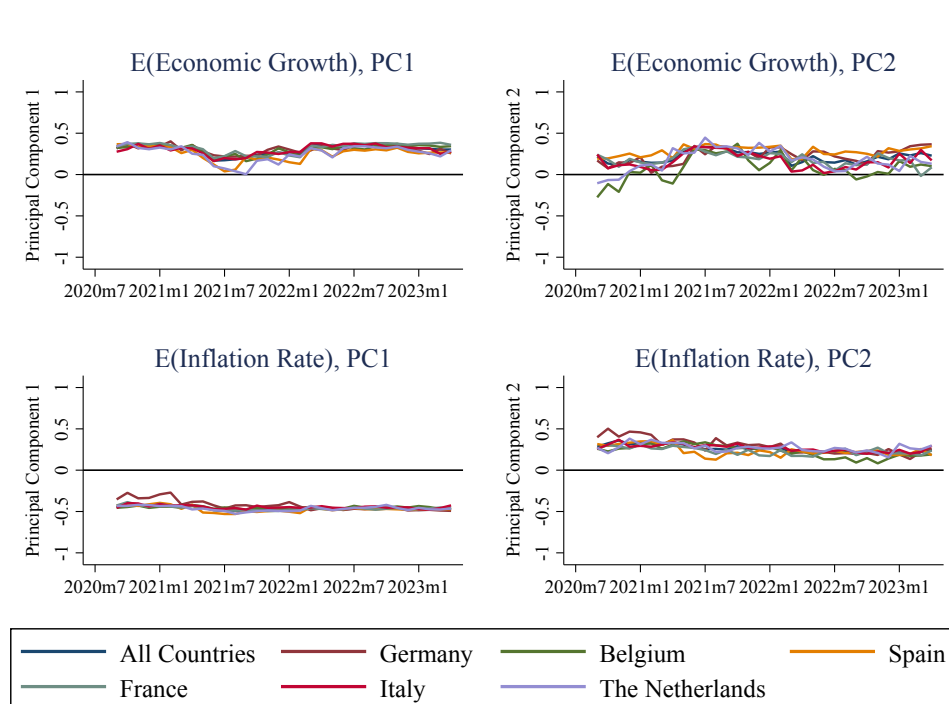 E(Economic Growth), PC1
Principal Component 1
1
0.5
0
-0.5
-1
2020m7 2021m1 2021m7 2022m1 2022m7 2023m1
E(Economic Growth), PC2
Principal Component 2
1
0.5
0
-0.5
-1
2020m7 2021m1 2021m7 2022m1 2022m7 2023m1
E(Inflation Rate), PC1
Principal Component 1
1
0.5
0
-0.5
-1
2020m7 2021m1 2021m7 2022m1 2022m7 2023m1
E(Inflation Rate), PC2
Principal Component 2
1
0.5
0
-0.5
-1
2020m7 2021m1 2021m7 2022m1 2022m7 2023m1
All Countries Germany Belgium Spain
France Italy The Netherlands